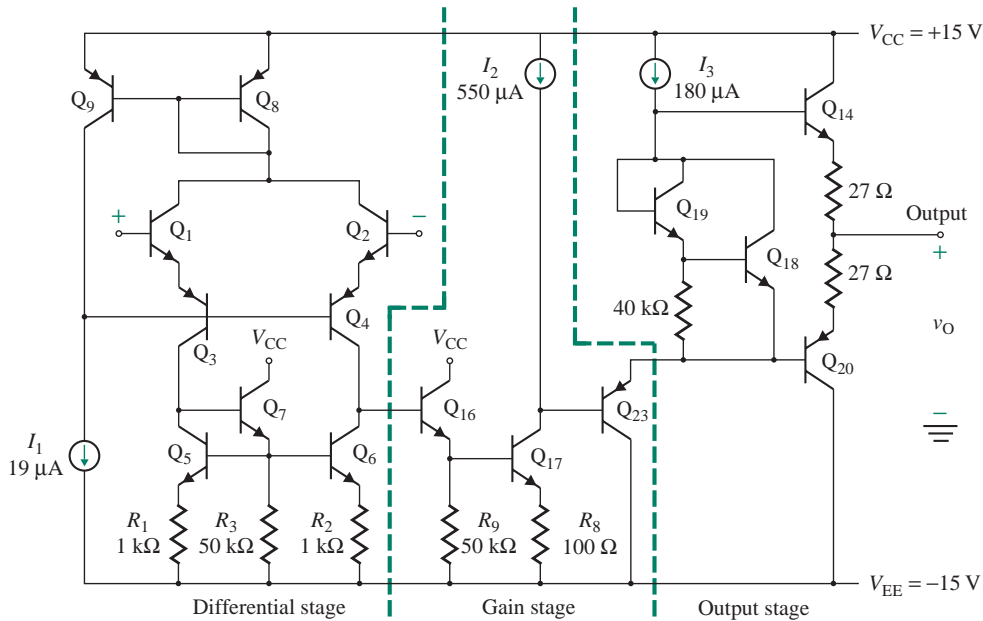 V_CC = +15 V
I_2
550 μA
I_3
180 μA
Q_9
Q_8
Q_14
27 Ω
Output
+
Q_19
+
Q_1
Q_2
−
Q_18
27 Ω
40 kΩ
v_O
Q_3
Q_4
V_CC
V_CC
Q_20
Q_7
Q_16
Q_23
−
I_1
19 μA
Q_5
Q_6
Q_17
R_1
1 kΩ
R_3
50 kΩ
R_2
1 kΩ
R_9
50 kΩ
R_8
100 Ω
V_EE = −15 V
Differential stage
Gain stage
Output stage